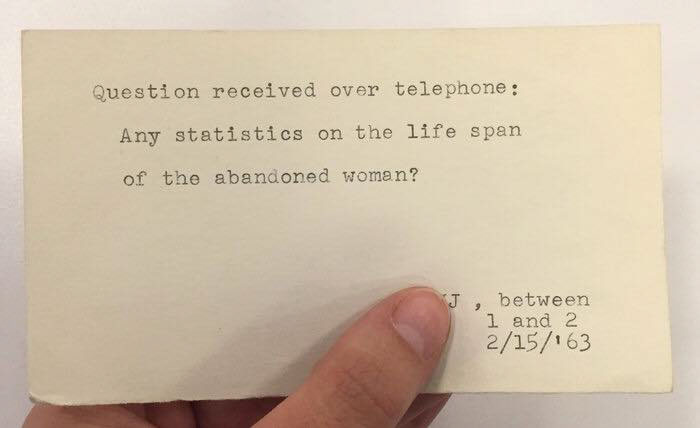 Question received over telephone:
Any statistics on the life span
of the abandoned woman?
J , between
1 and 2
2/15/'63